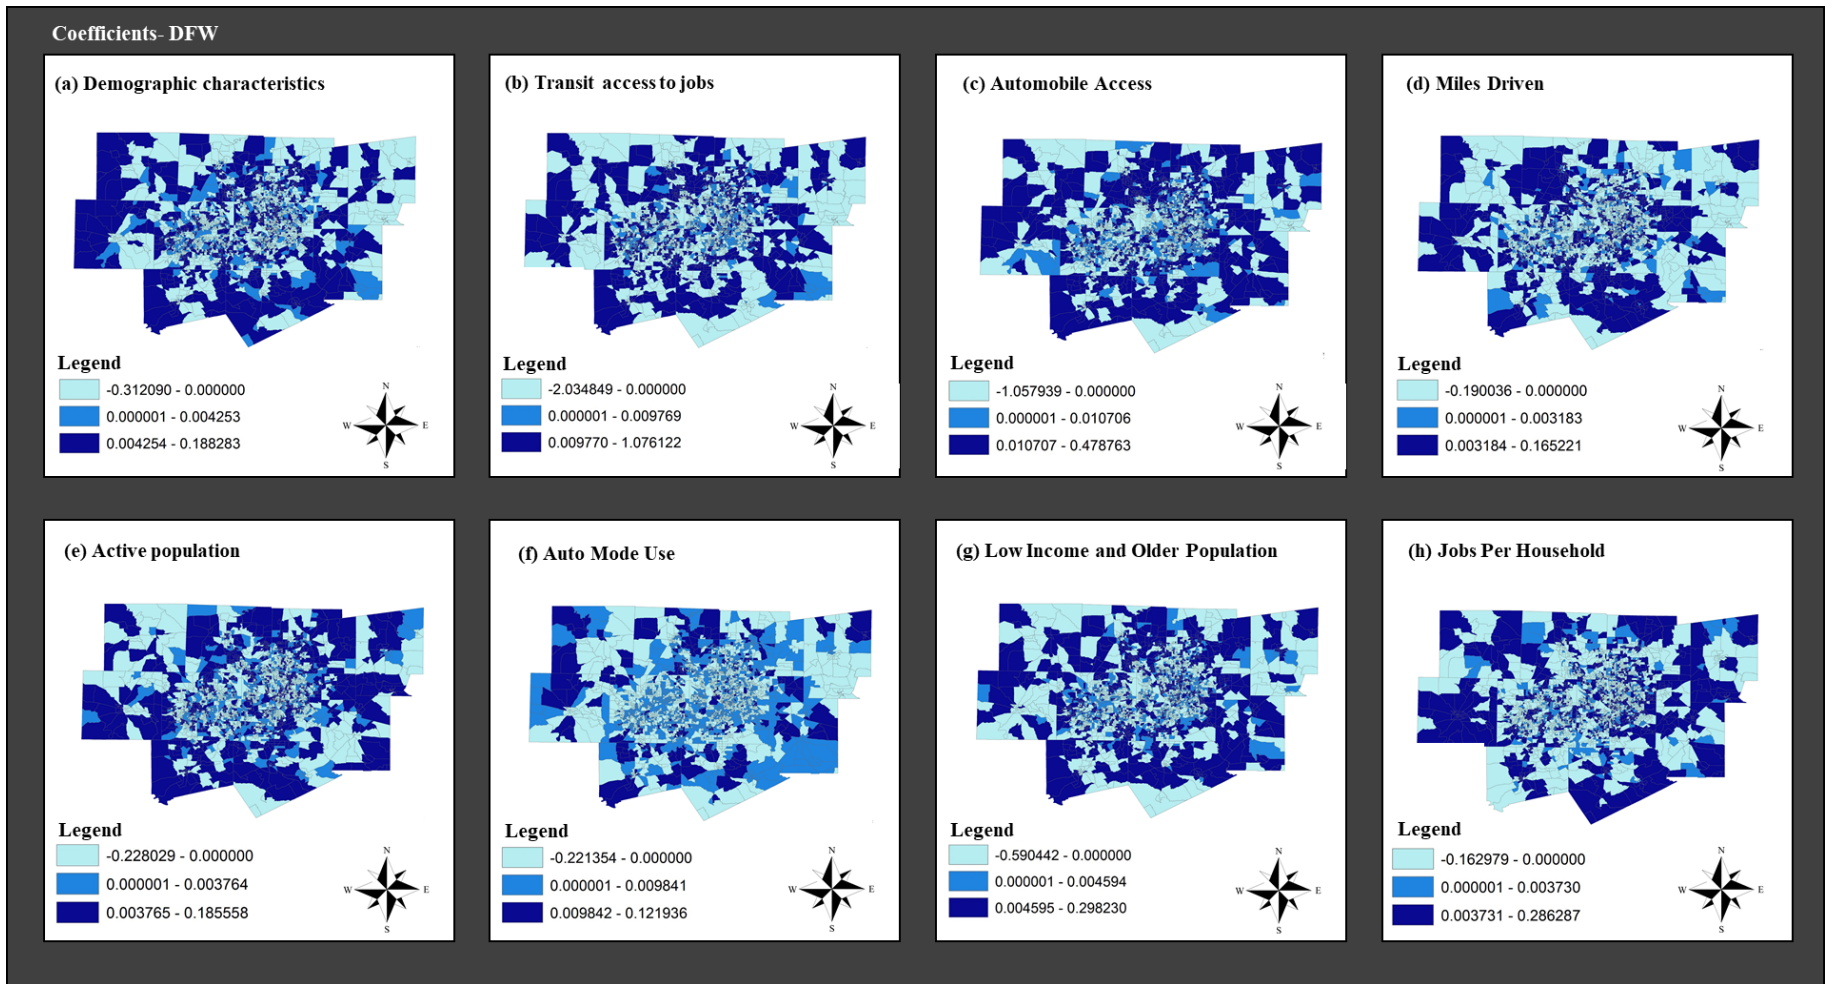 Coefficients- DFW
(a) Demographic characteristics
Legend
-0.312090 - 0.000000
0.000001 - 0.004253
0.004254 - 0.188283
N
W
E
S
(b) Transit access to jobs
Legend
-2.034849 - 0.000000
0.000001 - 0.009769
0.009770 - 1.076122
N
W
E
S
(c) Automobile Access
Legend
-1.057939 - 0.000000
0.000001 - 0.010706
0.010707 - 0.478763
N
W
E
S
(d) Miles Driven
Legend
-0.190036 - 0.000000
0.000001 - 0.003183
0.003184 - 0.165221
N
W
E
S
(e) Active population
Legend
-0.228029 - 0.000000
0.000001 - 0.003764
0.003765 - 0.185558
N
W
E
S
(f) Auto Mode Use
Legend
-0.221354 - 0.000000
0.000001 - 0.009841
0.009842 - 0.121936
N
W
E
S
(g) Low Income and Older Population
Legend
-0.590442 - 0.000000
0.000001 - 0.004594
0.004595 - 0.298230
N
W
E
S
(h) Jobs Per Household
Legend
-0.162979 - 0.000000
0.000001 - 0.003730
0.003731 - 0.286287
N
W
E
S